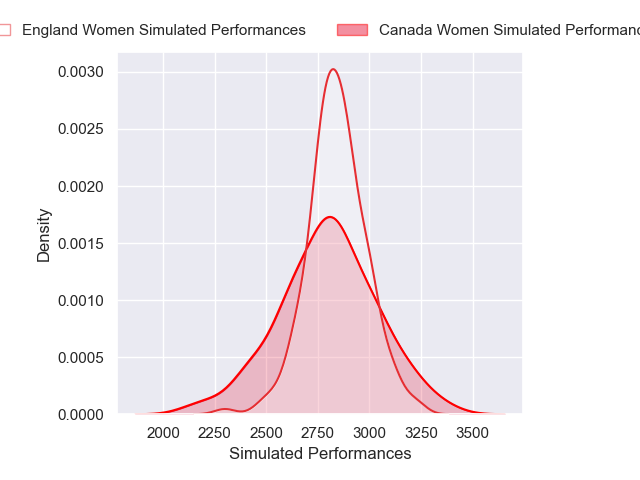 England Women Simulated Performances Canada Women Simulated Performanc
0.0030
0.0025
0.0020
0.0015
0.0010
0.0005
0.0000
Density
2000 2250 2500 2750 3000 3250 3500
Simulated Performances